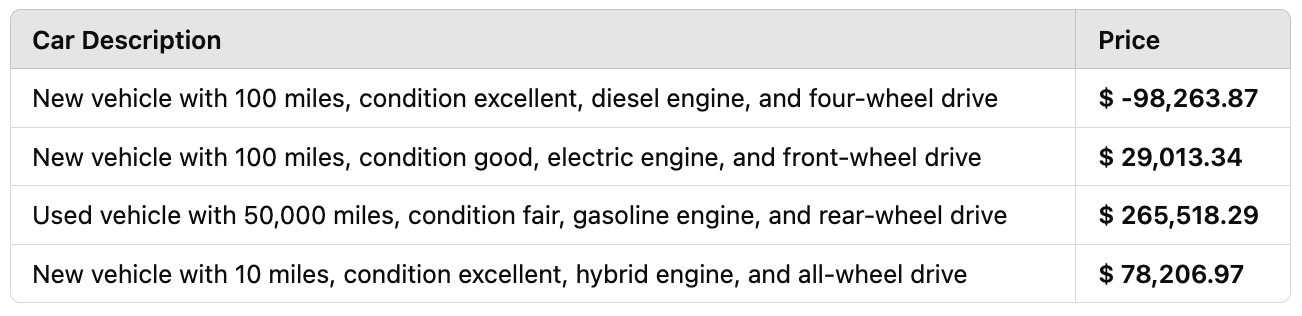 Car Description Price
New vehicle with 100 miles, condition excellent, diesel engine, and four-wheel drive $ -98,263.87
New vehicle with 100 miles, condition good, electric engine, and front-wheel drive $ 29,013.34
Used vehicle with 50,000 miles, condition fair, gasoline engine, and rear-wheel drive $ 265,518.29
New vehicle with 10 miles, condition excellent, hybrid engine, and all-wheel drive $ 78,206.97